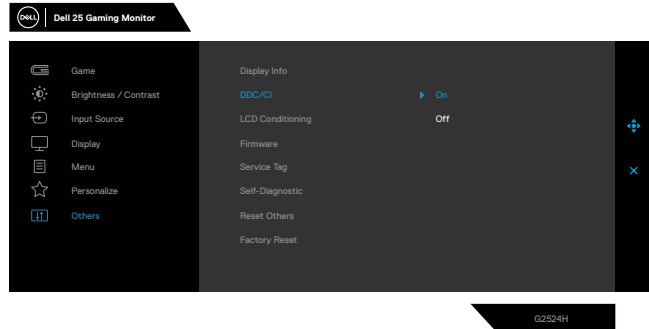 DELL Dell 25 Gaming Monitor
Game
Brightness / Contrast
Input Source
Display
Menu
Personalize
Others
Display Info
DDC/CI
On
LCD Conditioning
Off
Firmware
Service Tag
Self-Diagnostic
Reset Others
Factory Reset
G2524H